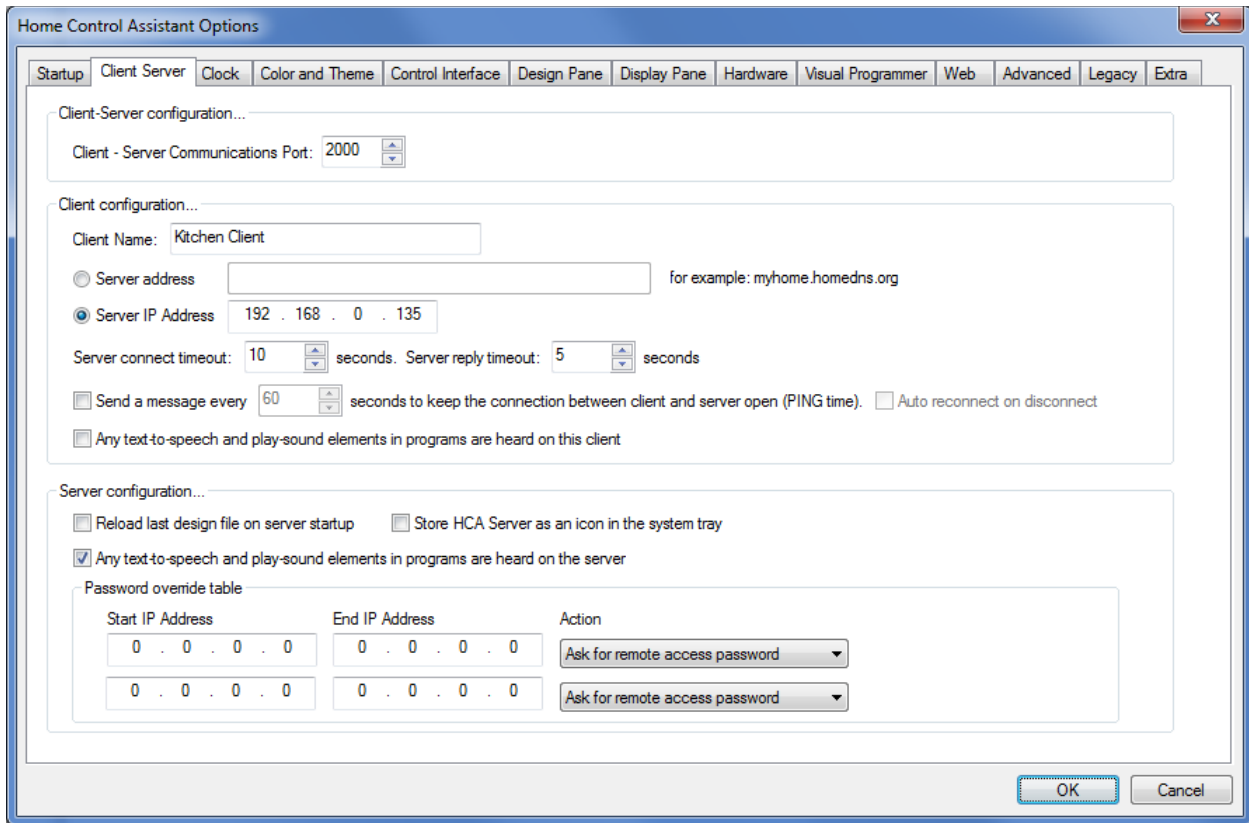 Home Control Assistant Options
Startup Client Server Clock Color and Theme Control Interface Design Pane Display Pane Hardware Visual Programmer Web Advanced Legacy Extra
Client-Server configuration...
Client - Server Communications Port: 2000
Client configuration...
Client Name: Kitchen Client
Server address for example: myhome.homedns.org
Server IP Address 192 . 168 . 0 . 135
Server connect timeout: 10 seconds. Server reply timeout: 5 seconds
Send a message every 60 seconds to keep the connection between client and server open (PING time). Auto reconnect on disconnect
Any text-to-speech and play-sound elements in programs are heard on this client
Server configuration...
Reload last design file on server startup Store HCA Server as an icon in the system tray
Any text-to-speech and play-sound elements in programs are heard on the server
Password override table
Start IP Address End IP Address Action
0 . 0 . 0 . 0 0 . 0 . 0 . 0 Ask for remote access password
0 . 0 . 0 . 0 0 . 0 . 0 . 0 Ask for remote access password
OK Cancel